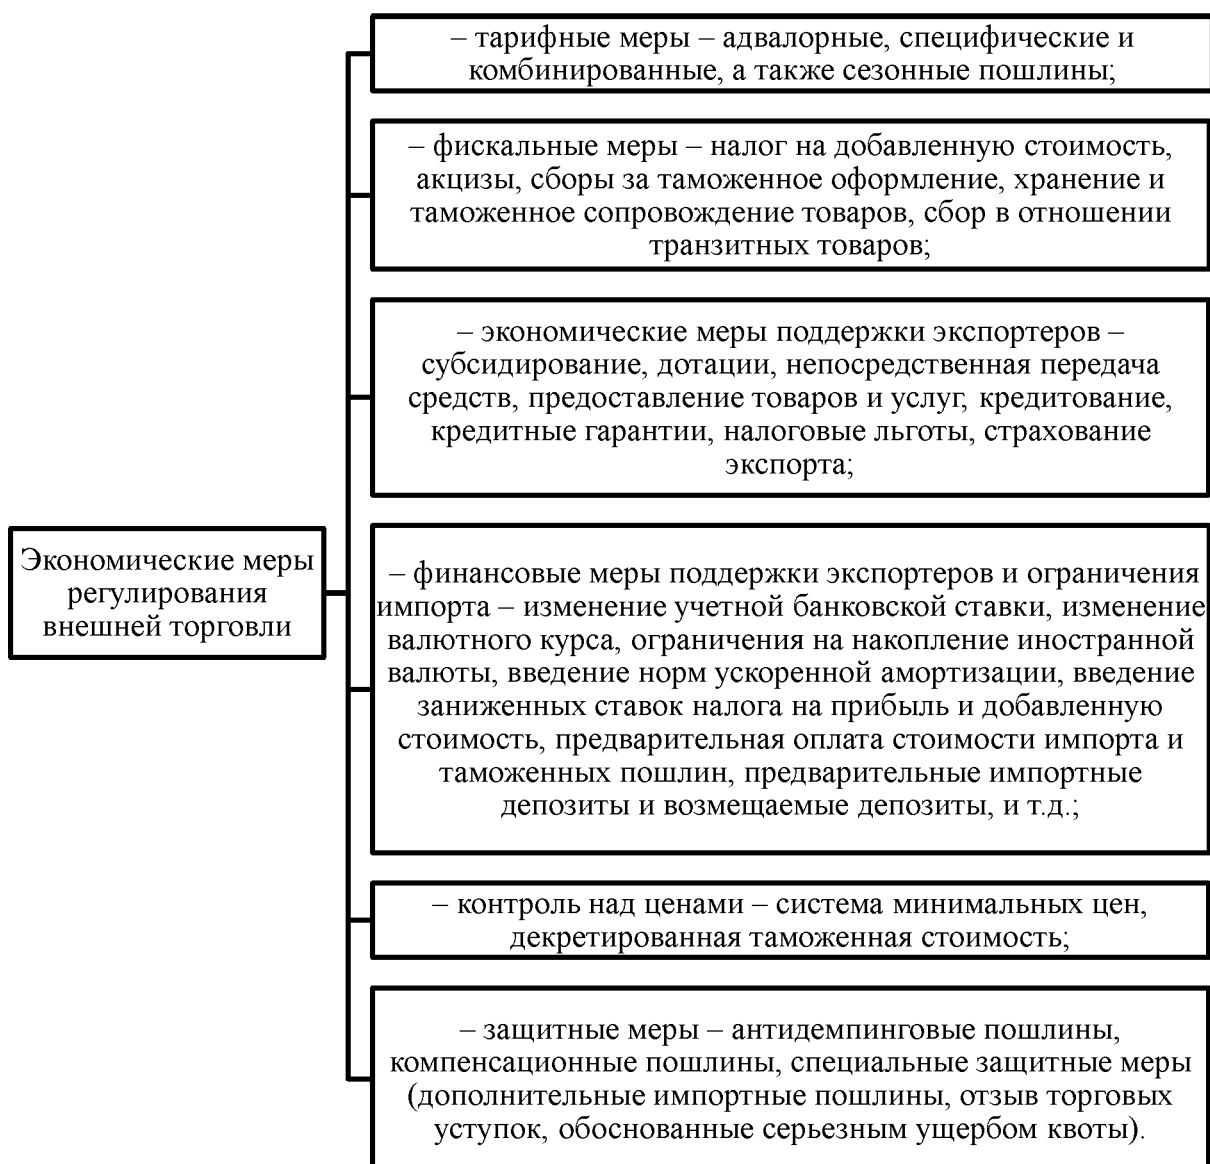 – тарифные меры – адвалорные, специфические и
комбинированные, а также сезонные пошлины;
– фискальные меры – налог на добавленную стоимость,
акцизы, сборы за таможенное оформление, хранение и
таможенное сопровождение товаров, сбор в отношении
транзитных товаров;
– экономические меры поддержки экспортеров –
субсидирование, дотации, непосредственная передача
средств, предоставление товаров и услуг, кредитование,
кредитные гарантии, налоговые льготы, страхование
экспорта;
Экономические меры
регулирования
внешней торговли
– финансовые меры поддержки экспортеров и ограничения
импорта – изменение учетной банковской ставки, изменение
валютного курса, ограничения на накопление иностранной
валюты, введение норм ускоренной амортизации, введение
заниженных ставок налога на прибыль и добавленную
стоимость, предварительная оплата стоимости импорта и
таможенных пошлин, предварительные импортные
депозиты и возмещаемые депозиты, и т.д.;
– контроль над ценами – система минимальных цен,
декретированная таможенная стоимость;
– защитные меры – антидемпинговые пошлины,
компенсационные пошлины, специальные защитные меры
(дополнительные импортные пошлины, отзыв торговых
уступок, обоснованные серьезным ущербом квоты).